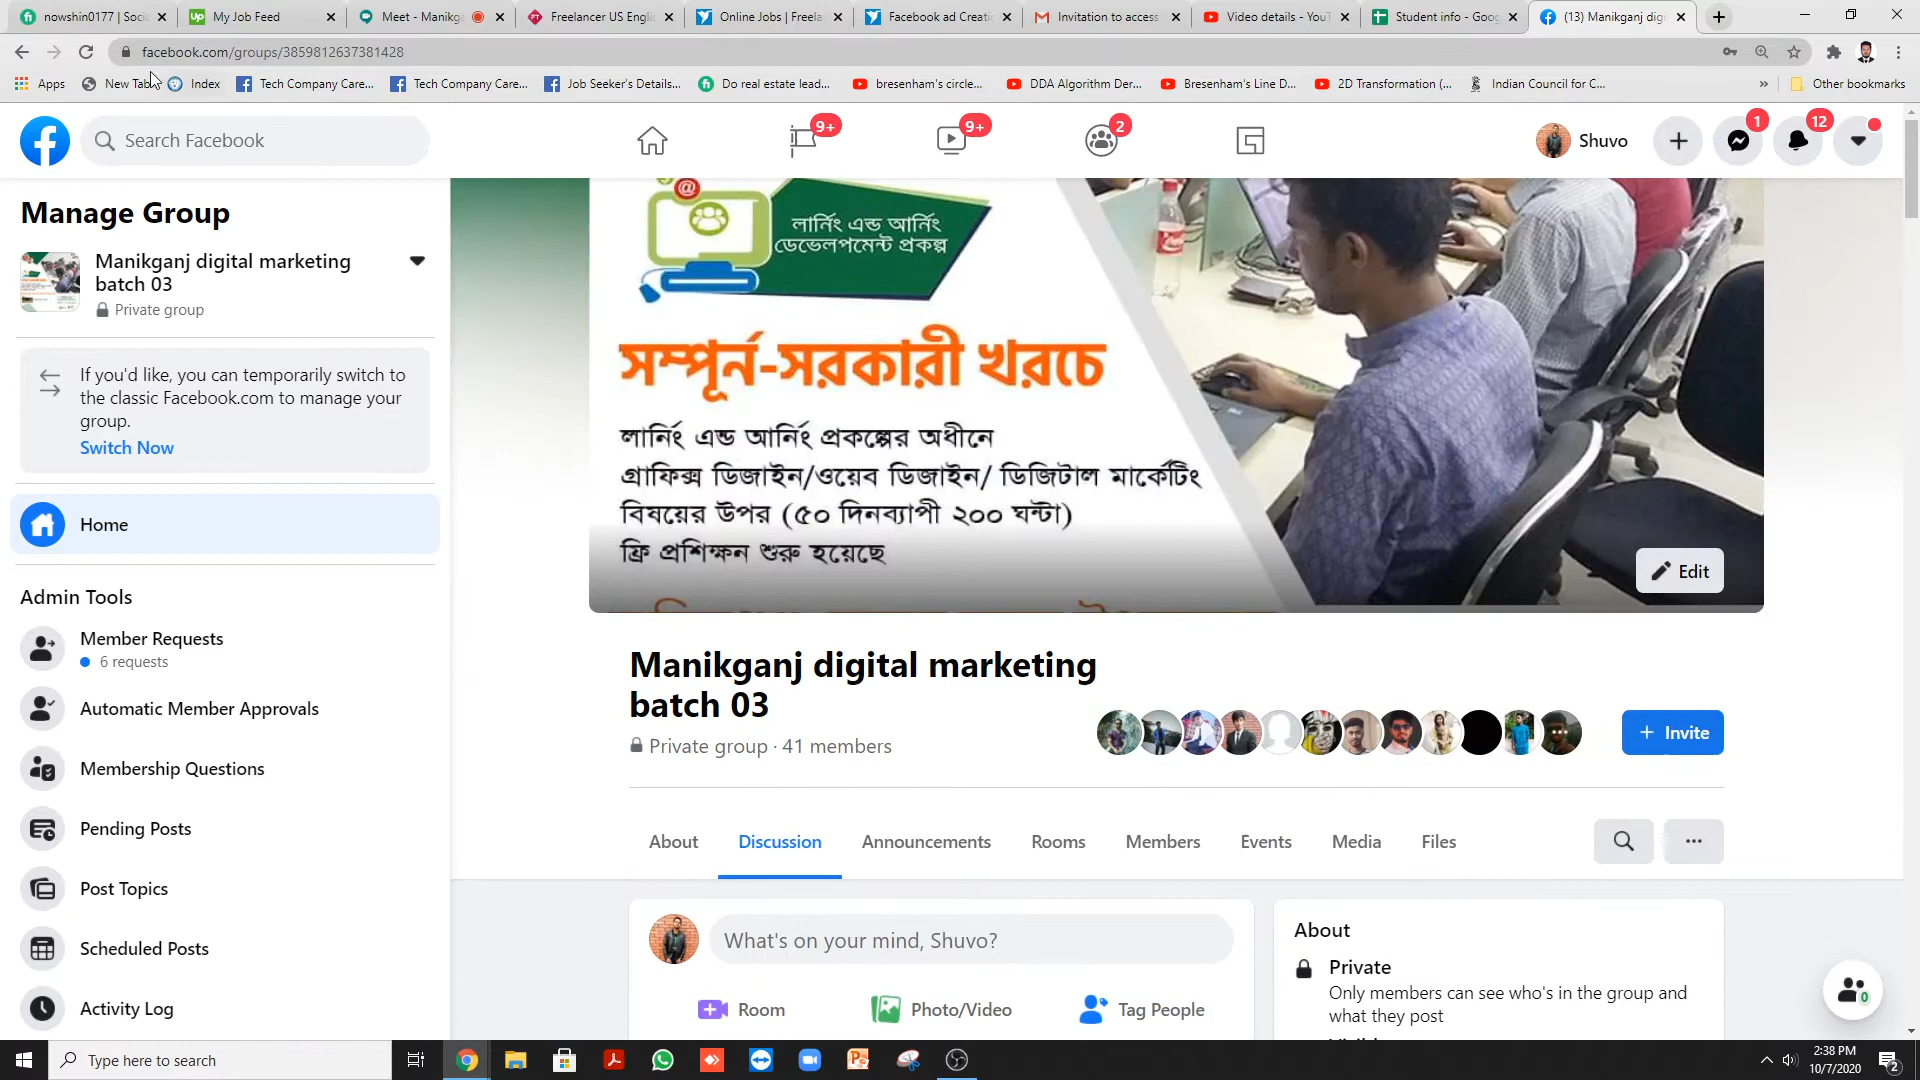 nowshin0177 | Soci
My Job Feed
Meet - Manikga
Freelancer US Engli
Online Jobs | Freela
Facebook ad Creati
Invitation to access
Video details - YouT
Student info - Goog
(13) Manikganj dig
facebook.com/groups/3859812637381428
Apps
New Tab
Index
Tech Company Care...
Tech Company Care...
Job Seeker's Details...
Do real estate lead...
bresenham's circle...
DDA Algorithm Der...
Bresenham's Line D...
2D Transformation (...
Indian Council for C...
»
Other bookmarks
Search Facebook
9+
9+
2
Shuvo
1
12
Manage Group
Manikganj digital marketing
batch 03
Private group
If you'd like, you can temporarily switch to
the classic Facebook.com to manage your
group.
Switch Now
Home
Admin Tools
Member Requests
6 requests
Automatic Member Approvals
Membership Questions
Pending Posts
Post Topics
Scheduled Posts
Activity Log
লার্নিং এন্ড আর্নিং
ডেভেলপমেন্ট প্রকল্প
সম্পূর্ন-সরকারী খরচে
লার্নিং এন্ড আর্নিং প্রকল্পের অধীনে
গ্রাফিক্স ডিজাইন/ওয়েব ডিজাইন/ ডিজিটাল মার্কেটিং
বিষয়ের উপর (৫০ দিনব্যাপী ২০০ ঘন্টা)
ফ্রি প্রশিক্ষন শুরু হয়েছে
Edit
Manikganj digital marketing
batch 03
Private group · 41 members
+ Invite
About
Discussion
Announcements
Rooms
Members
Events
Media
Files
What's on your mind, Shuvo?
Room
Photo/Video
Tag People
About
Private
Only members can see who's in the group and
what they post
0
Type here to search
2:38 PM
10/7/2020
2